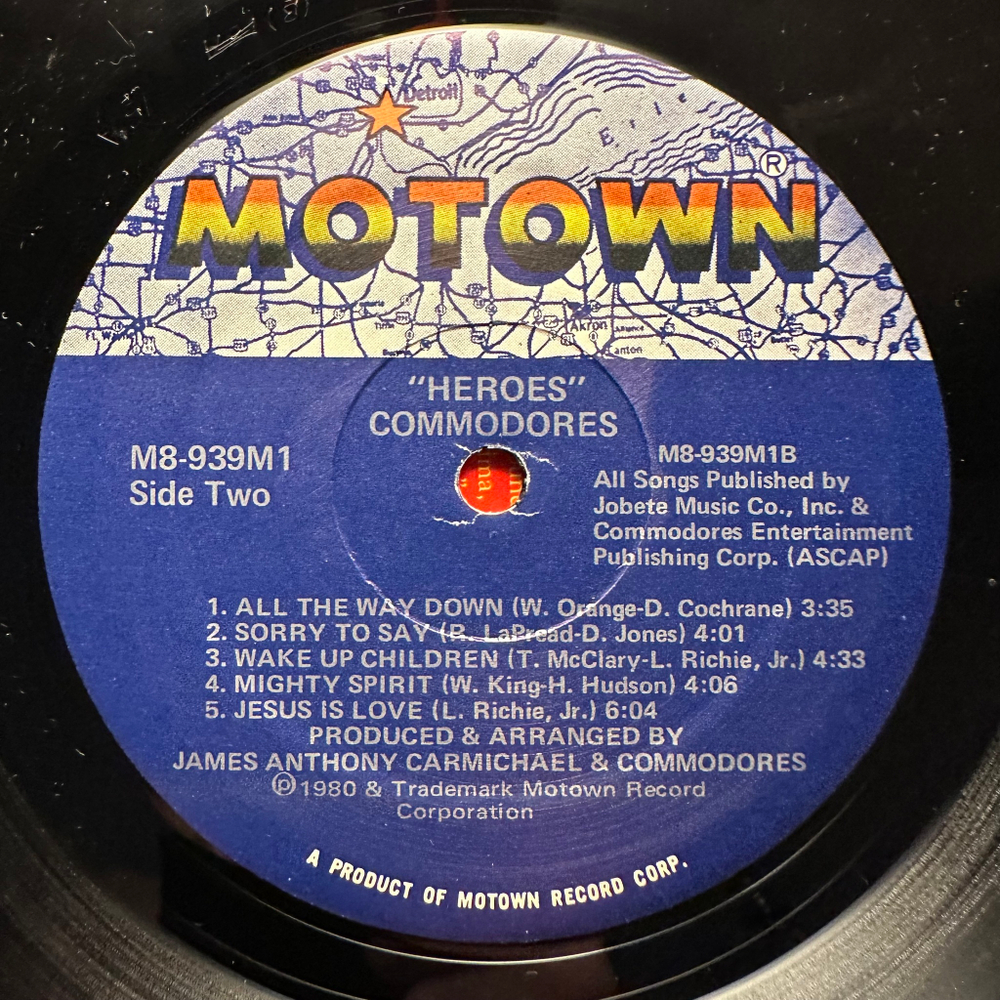 Detroit
Erie
MOTOWN®
Akron
Canton
"HEROES"
COMMODORES
M8-939M1
Side Two
M8-939M1B
All Songs Published by
Jobete Music Co., Inc. &
Commodores Entertainment
Publishing Corp. (ASCAP)
1. ALL THE WAY DOWN (W. Orange-D. Cochrane) 3:35
2. SORRY TO SAY (R. LaPread-D. Jones) 4:01
3. WAKE UP CHILDREN (T. McClary-L. Richie, Jr.) 4:33
4. MIGHTY SPIRIT (W. King-H. Hudson) 4:06
5. JESUS IS LOVE (L. Richie, Jr.) 6:04
PRODUCED & ARRANGED BY
JAMES ANTHONY CARMICHAEL & COMMODORES
℗1980 & Trademark Motown Record
Corporation
A PRODUCT OF MOTOWN RECORD CORP.